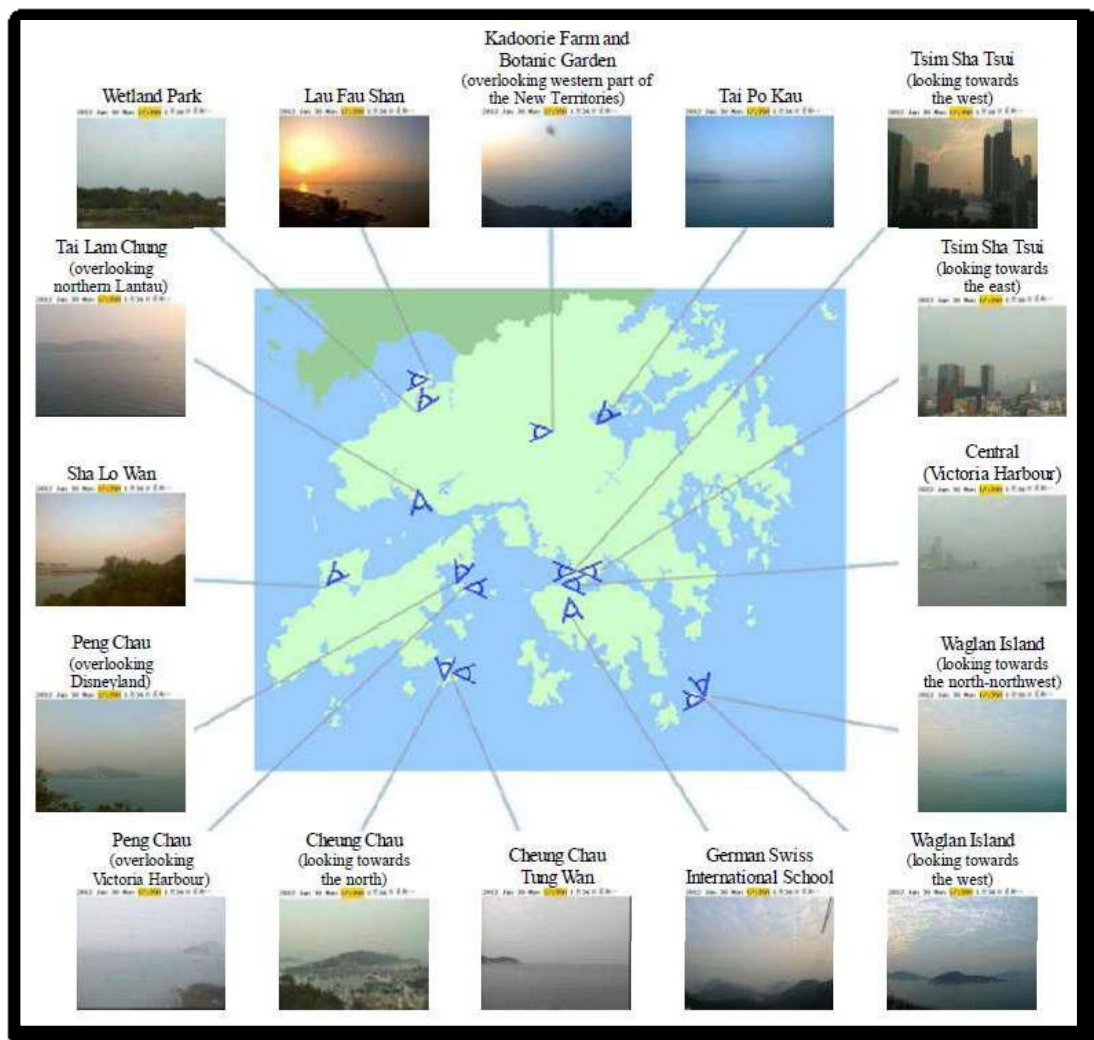 Kadoorie Farm and
Botanic Garden
(overlooking western part of
the New Territories)
Tsim Sha Tsui
(looking towards
the west)
Wetland Park
Lau Fau Shan
Tai Po Kau
Tai Lam Chung
(overlooking
northern Lantau)
Tsim Sha Tsui
(looking towards
the east)
Sha Lo Wan
Central
(Victoria Harbour)
Peng Chau
(overlooking
Disneyland)
Waglan Island
(looking towards
the north-northwest)
Peng Chau
(overlooking
Victoria Harbour)
Cheung Chau
(looking towards
the north)
Cheung Chau
Tung Wan
German Swiss
International School
Waglan Island
(looking towards
the west)